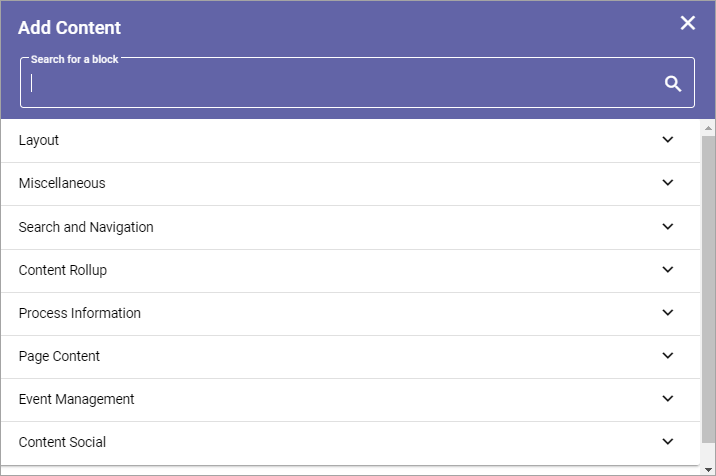 Add Content
Search for a block
Layout
Miscellaneous
Search and Navigation
Content Rollup
Process Information
Page Content
Event Management
Content Social